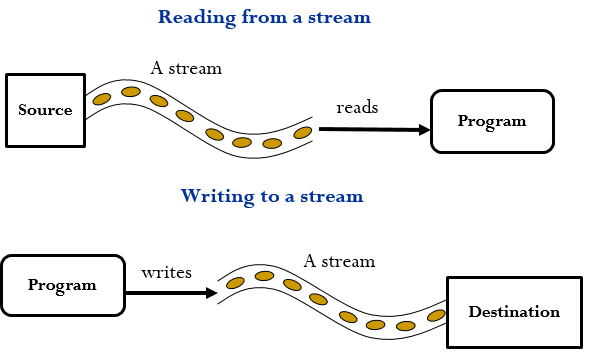 Reading from a stream
A stream
Source
reads
Program
Writing to a stream
Program
writes
A stream
Destination